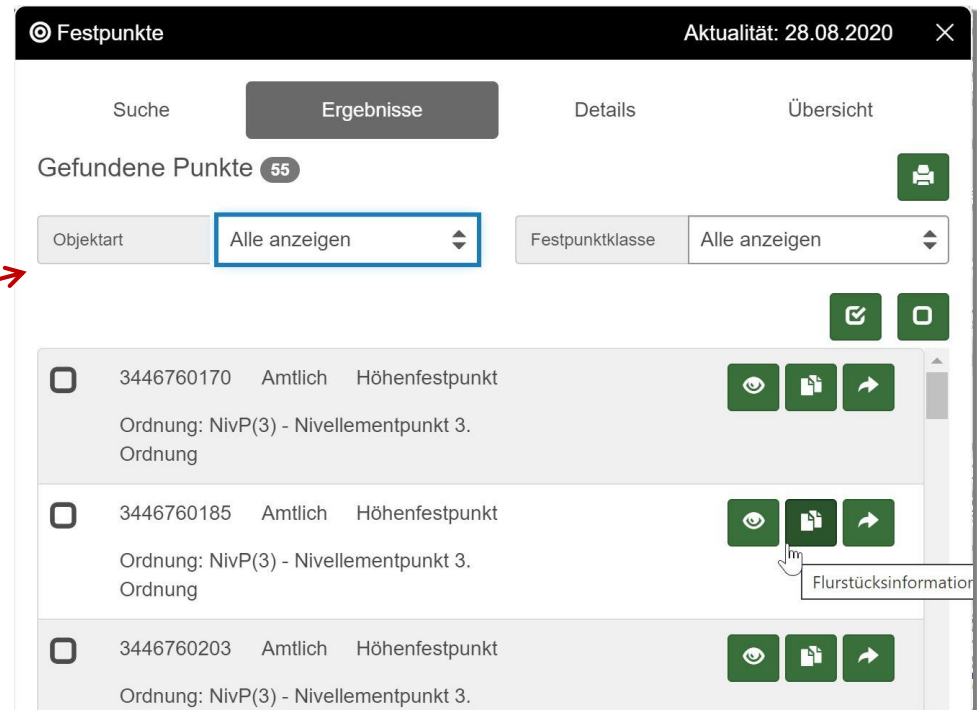 Festpunkte Aktualität: 28.08.2020
Suche Ergebnisse Details Übersicht
Gefundene Punkte 55
Objektart Alle anzeigen Festpunktklasse Alle anzeigen
3446760170 Amtlich Höhenfestpunkt
Ordnung: NivP(3) - Nivellementpunkt 3.
Ordnung
3446760185 Amtlich Höhenfestpunkt
Ordnung: NivP(3) - Nivellementpunkt 3.
Ordnung
Flurstücksinformation
3446760203 Amtlich Höhenfestpunkt
Ordnung: NivP(3) - Nivellementpunkt 3.